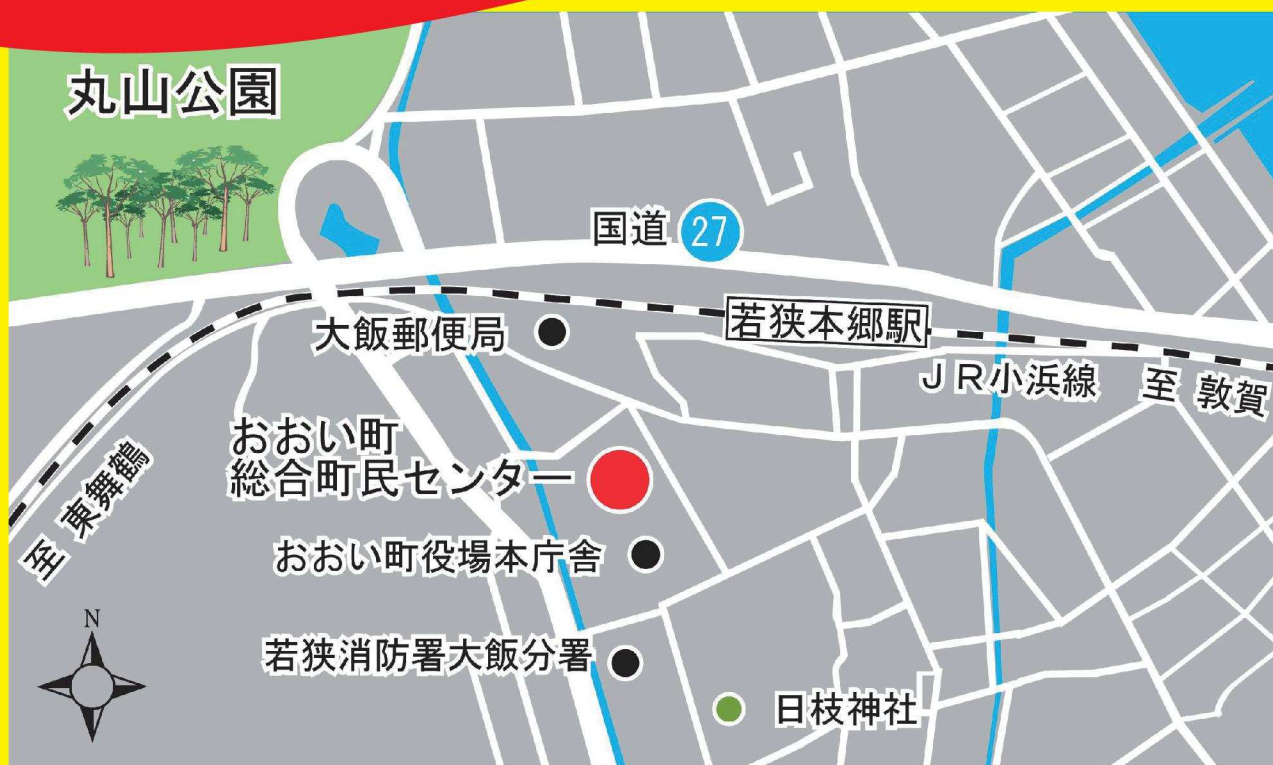 丸山公園
国道 27
若狭本郷駅
大飯郵便局
JR小浜線 至 敦賀
おおい町
総合町民センター
至 東舞鶴
おおい町役場本庁舎
N
若狭消防署大飯分署
日枝神社